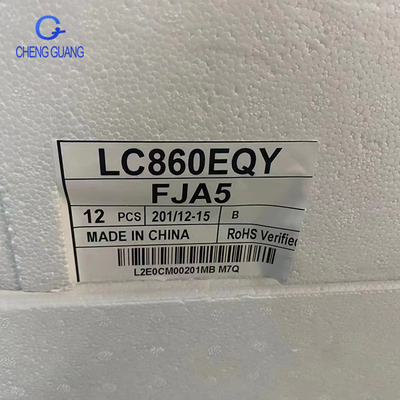 CHENG GUANG
LC860EQY
FJA5
12 PCS 201/12-15 B
MADE IN CHINA RoHS Verified
L2E0CM00201MB M7Q